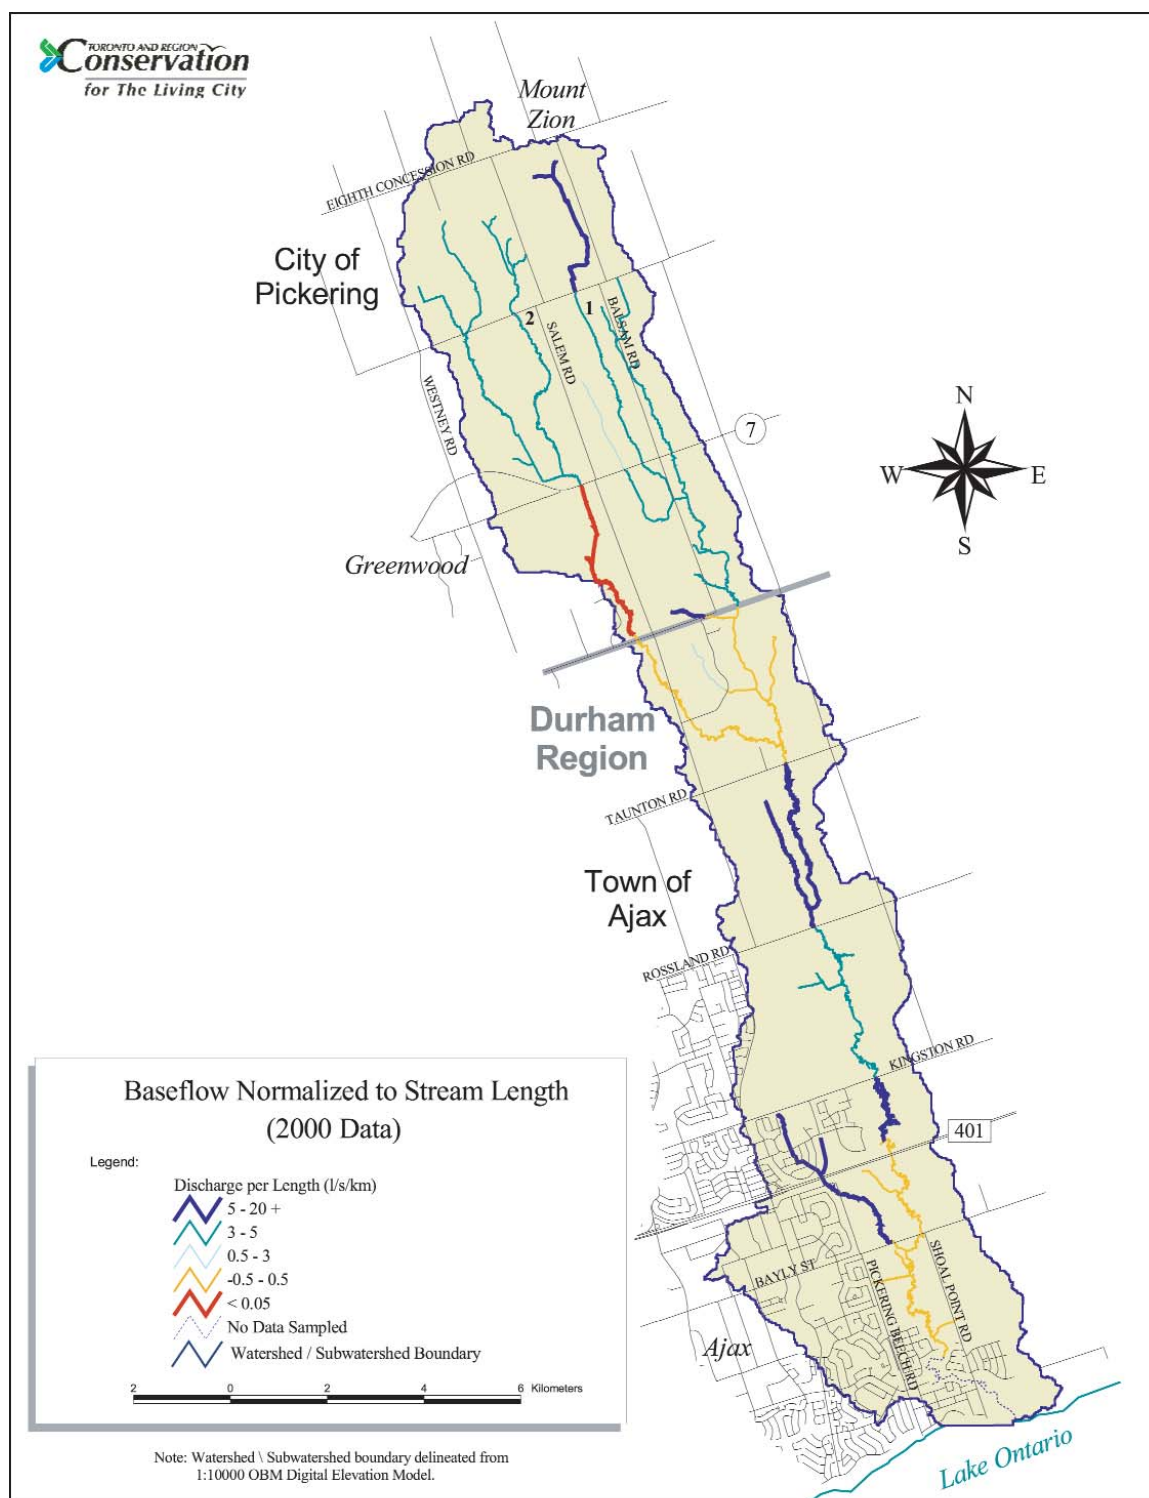 TORONTO AND REGION
Conservation
for The Living City
Mount
Zion
EIGHTH CONCESSION RD
City of
Pickering
2
1
SALEM RD
BALSAM RD
WESTNEY RD
7
N
W
E
S
Greenwood
Durham
Region
TAUNTON RD
Town of
Ajax
ROSSLAND RD
KINGSTON RD
401
BAYLY ST
PICKERING BEECH RD
SHOAL POINT RD
Ajax
Lake Ontario
Baseflow Normalized to Stream Length
(2000 Data)
Legend:
Discharge per Length (l/s/km)
5 - 20 +
3 - 5
0.5 - 3
-0.5 - 0.5
< 0.05
No Data Sampled
Watershed / Subwatershed Boundary
2 0 2 4 6 Kilometers
Note: Watershed \ Subwatershed boundary delineated from
1:10000 OBM Digital Elevation Model.